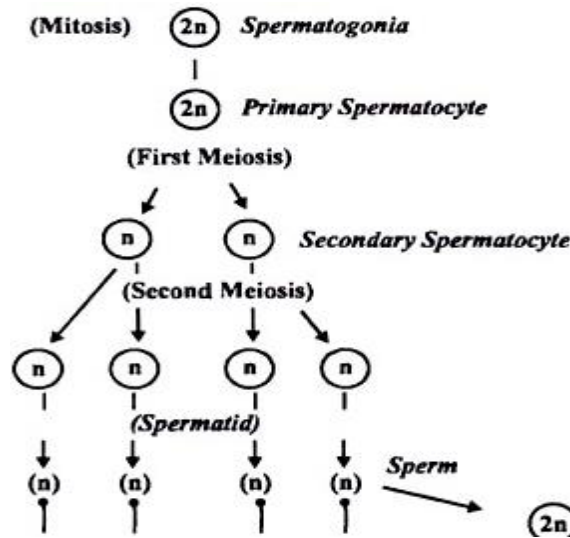 (Mitosis) 2n Spermatogonia
2n Primary Spermatocyte
(First Meiosis)
n n Secondary Spermatocyte
(Second Meiosis)
n n n n
(Spermatid)
(n) (n) (n) (n) Sperm
2n